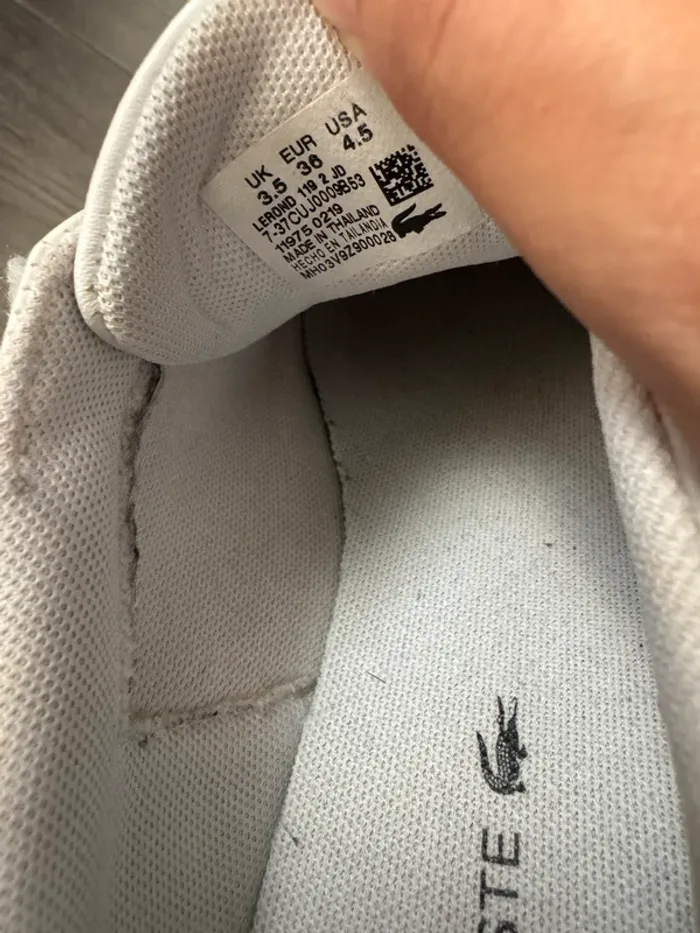 UK EUR USA
3.5 36 4.5
LEROND 119 2 JD
7-37CUJ0009B53
11975 0219
MADE IN THAILAND
HECHO EN TAILANDIA
MH03V9Z900028
STE